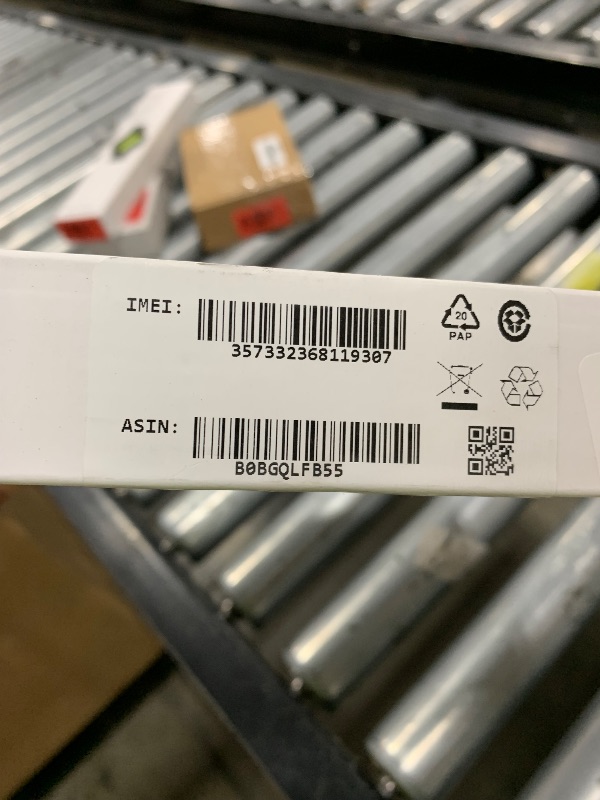 IMEI:
357332368119307
20
PAP
ASIN:
B0BGQLFB55